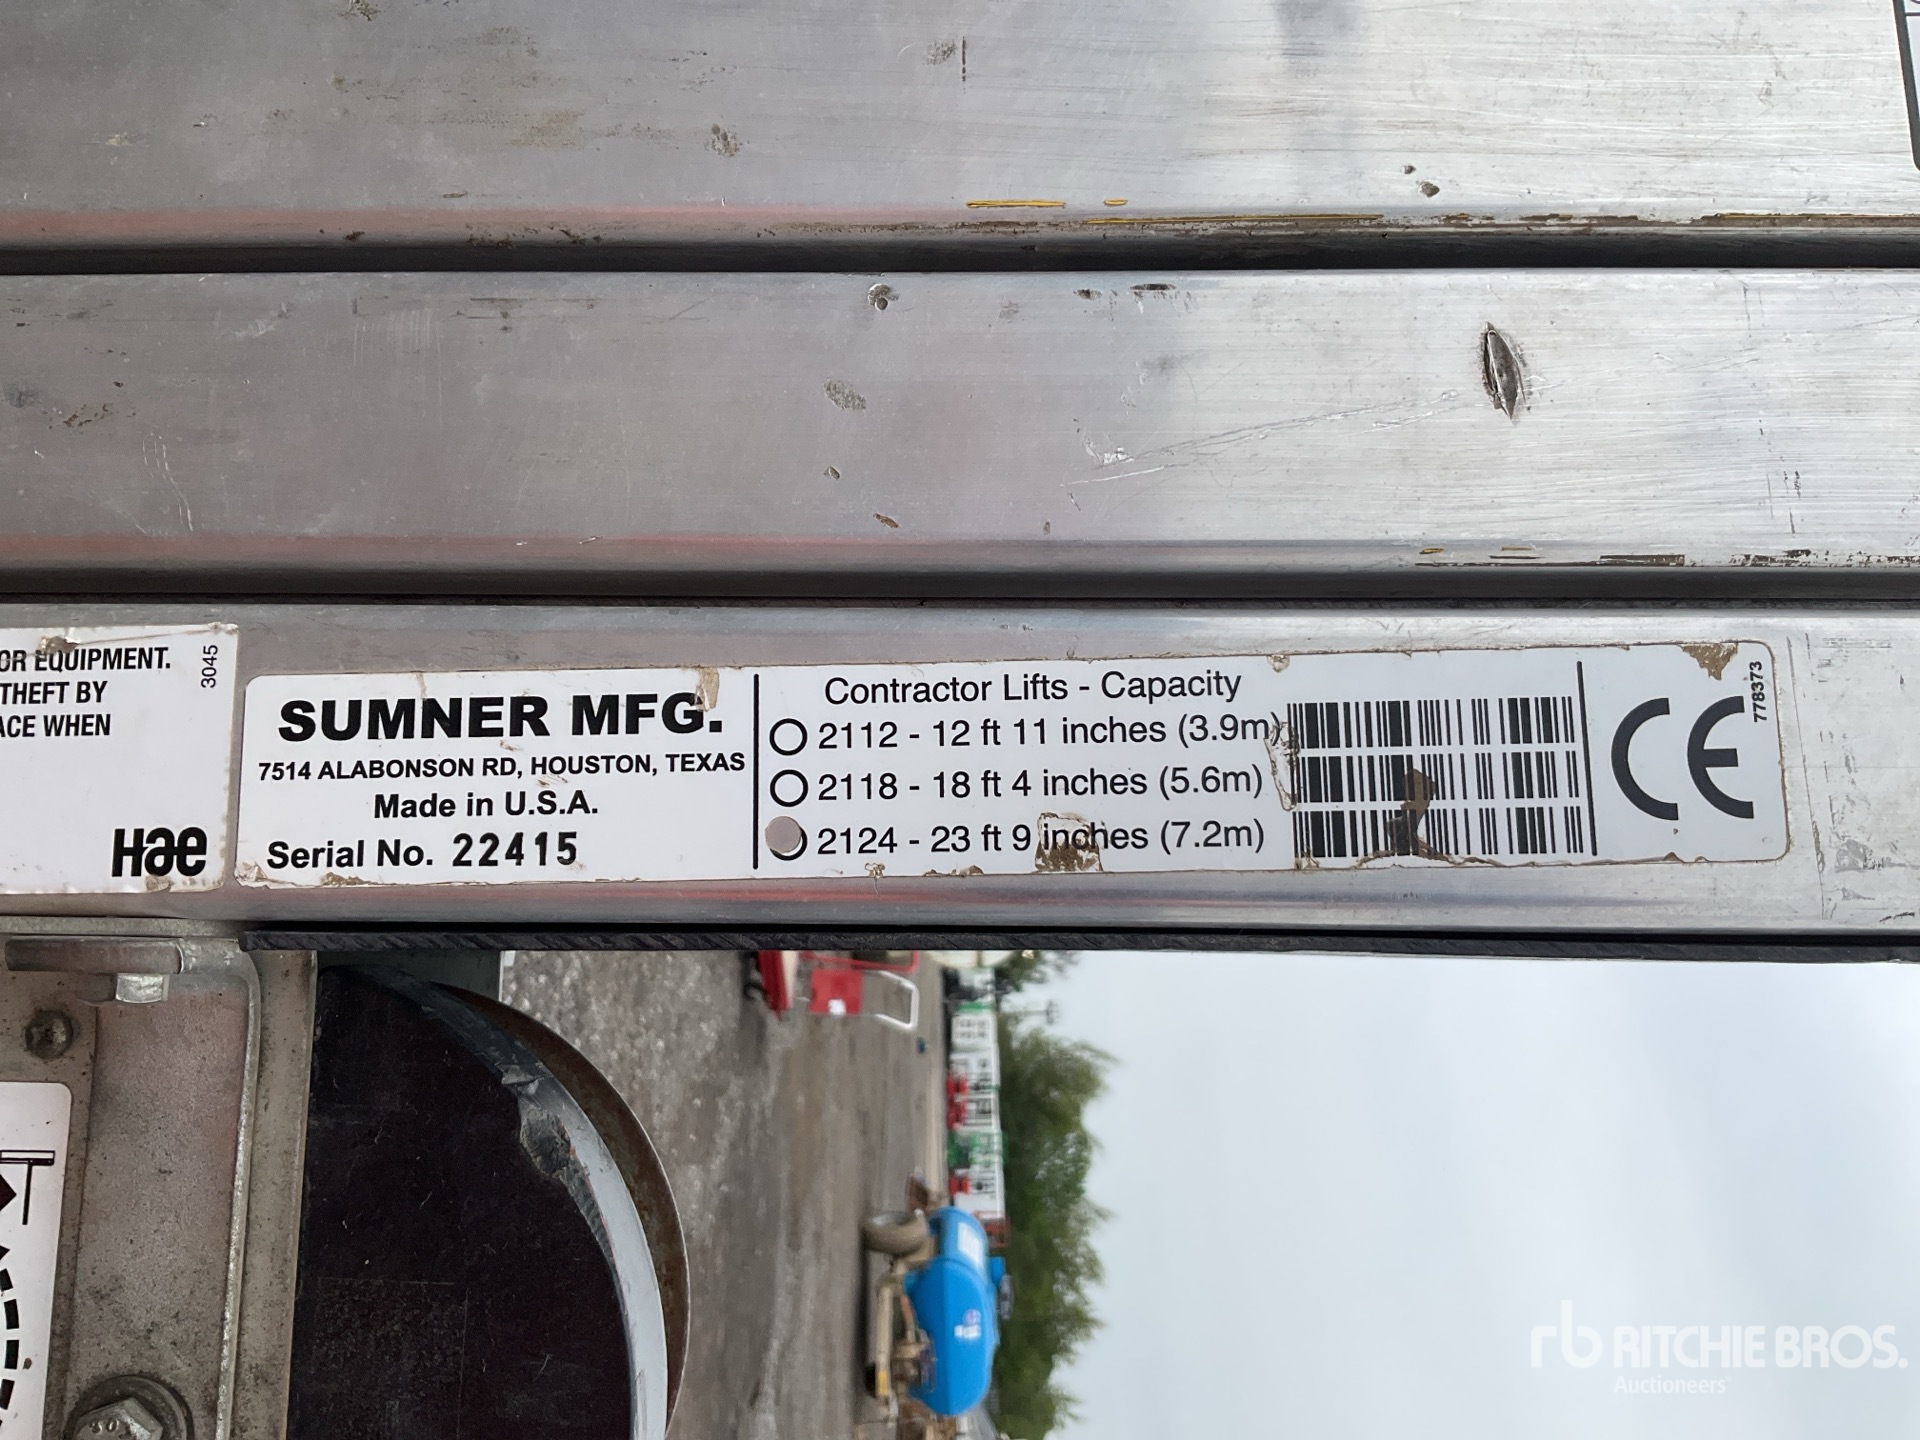 OR EQUIPMENT.
THEFT BY
ACE WHEN
3045
Hae
SUMNER MFG.
7514 ALABONSON RD, HOUSTON, TEXAS
Made in U.S.A.
Serial No. 22415
Contractor Lifts - Capacity
2112 - 12 ft 11 inches (3.9m)
2118 - 18 ft 4 inches (5.6m)
2124 - 23 ft 9 inches (7.2m)
CE
778373
rb RITCHIE BROS.
Auctioneers